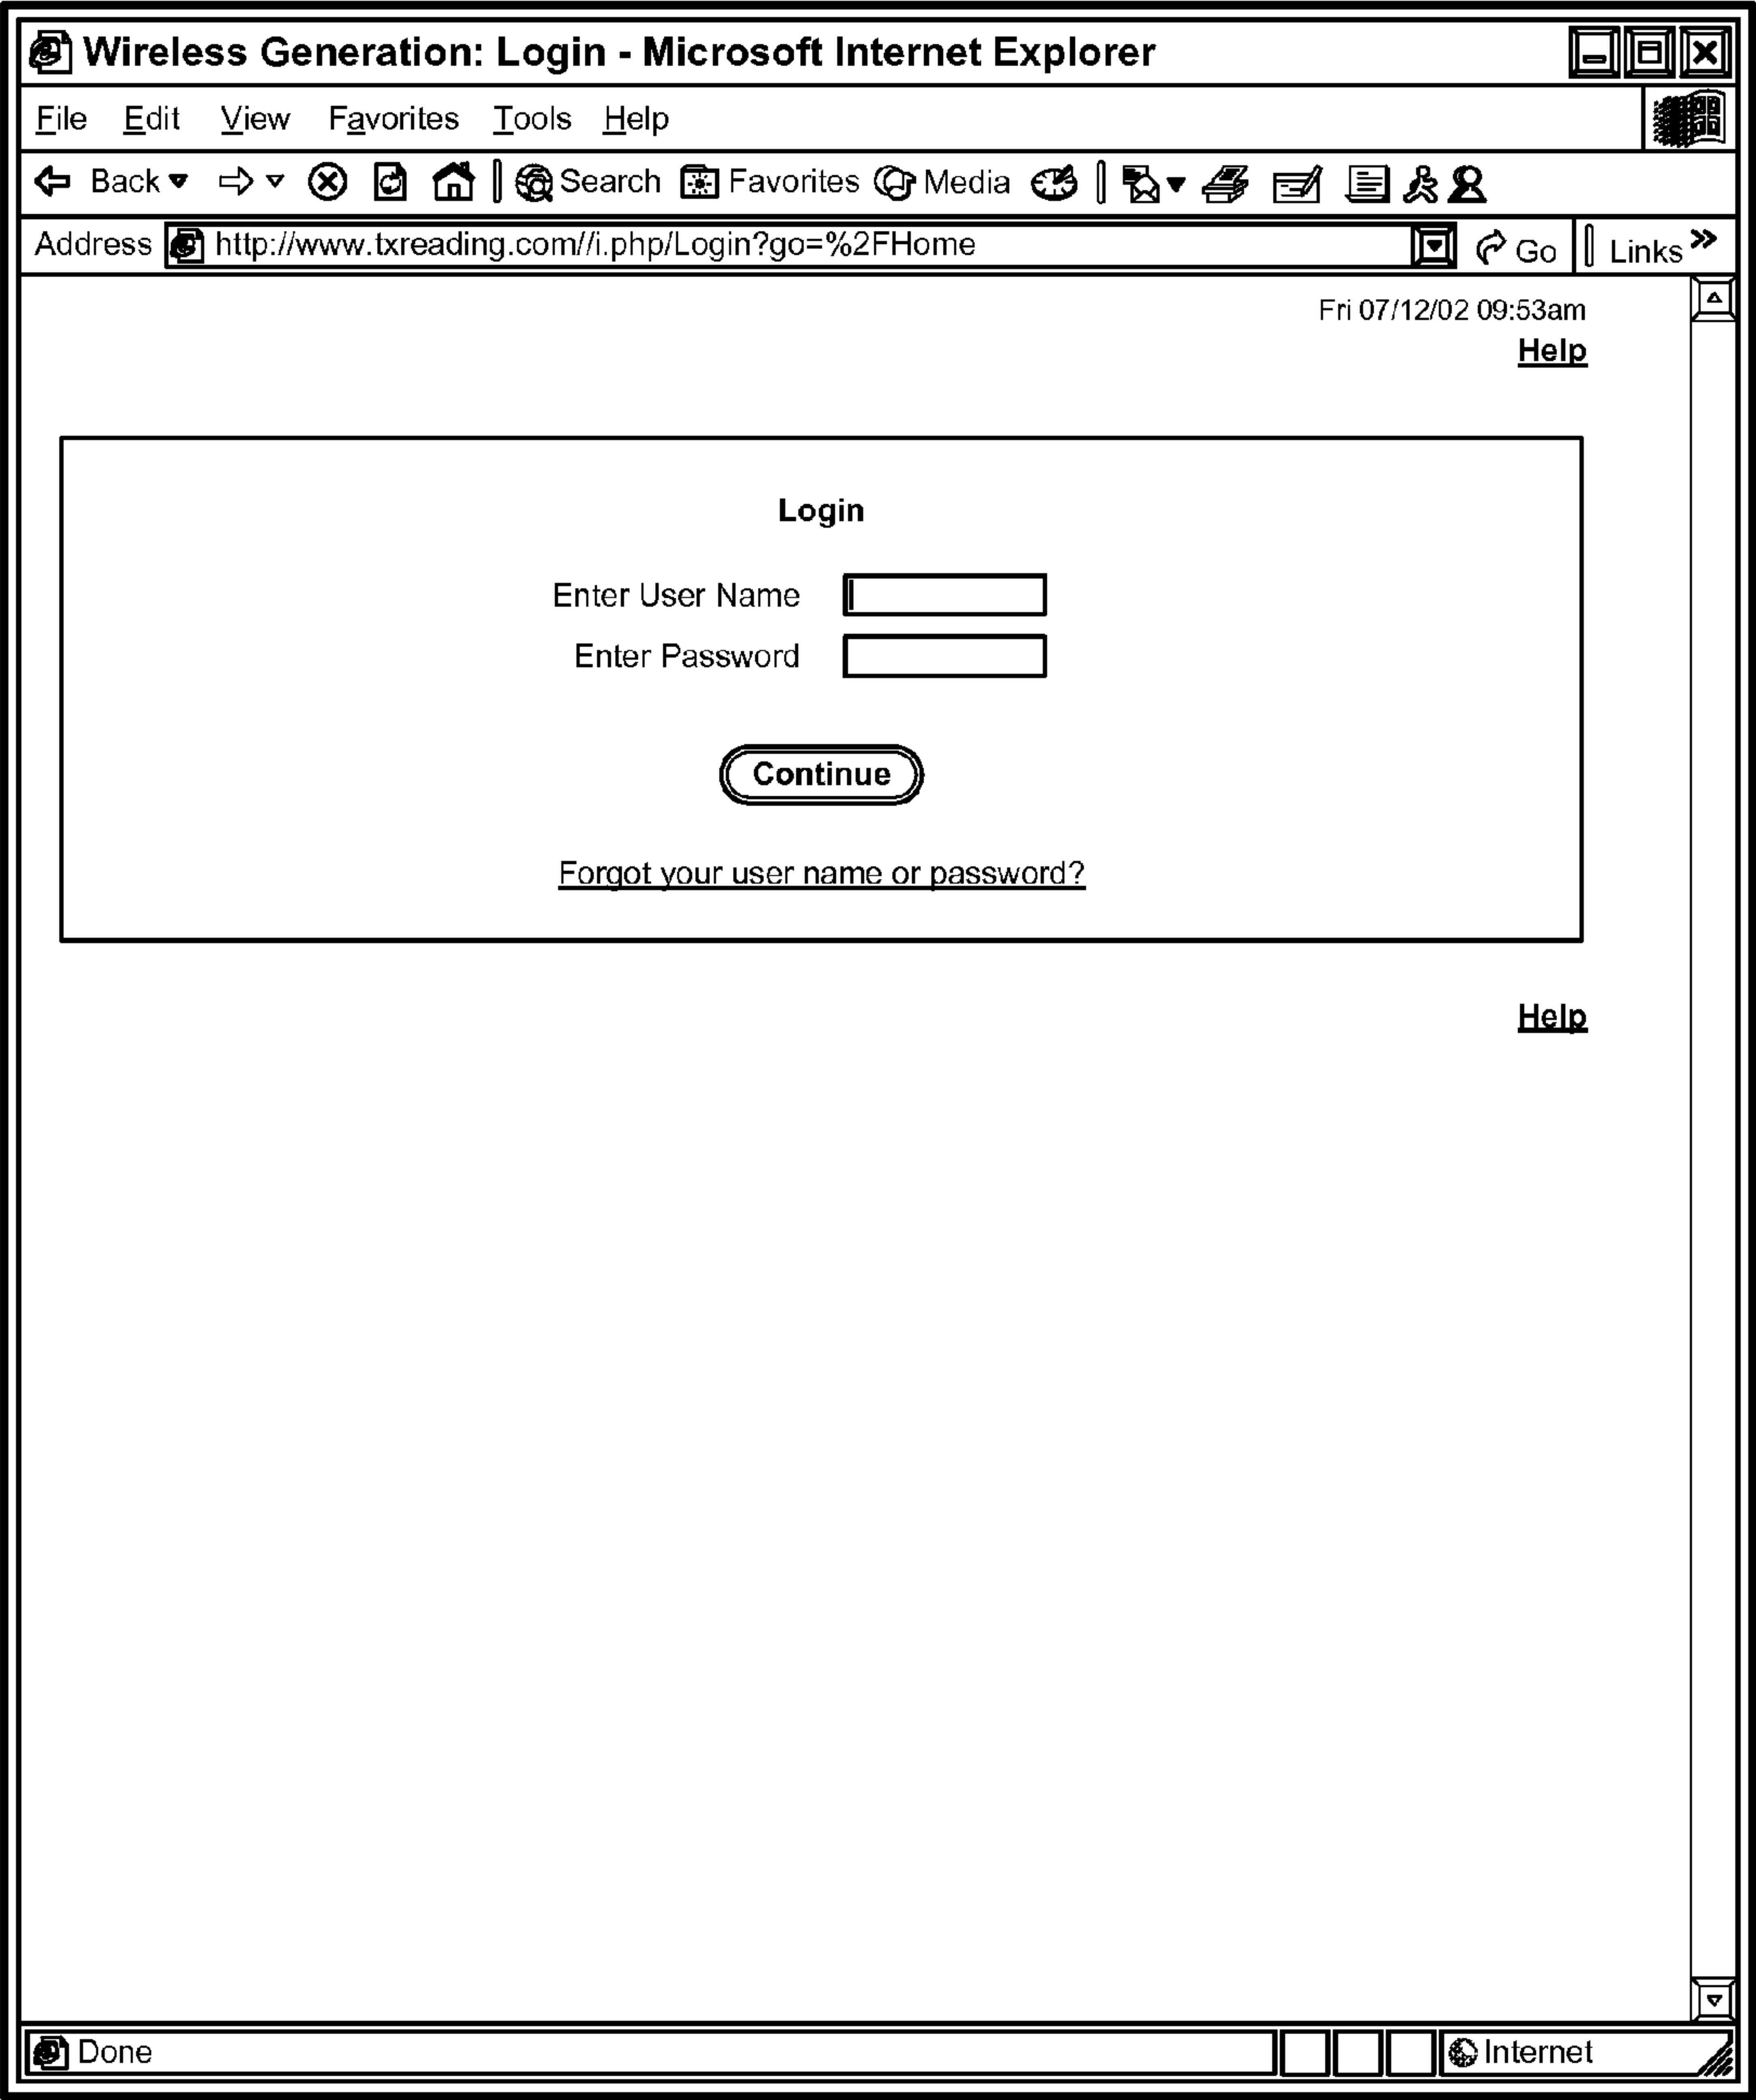 Wireless Generation: Login - Microsoft Internet Explorer
File Edit View Favorites Tools Help
Back Search Favorites Media
Address http://www.txreading.com//i.php/Login?go=%2FHome Go Links
Fri 07/12/02 09:53am
Help
Login
Enter User Name
Enter Password
Continue
Forgot your user name or password?
Help
Done Internet